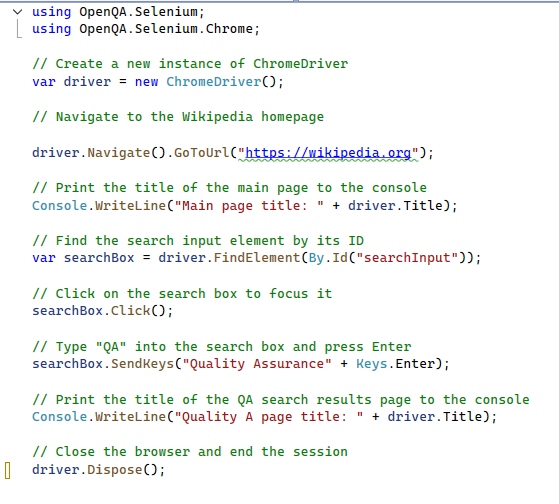 using OpenQA.Selenium;
using OpenQA.Selenium.Chrome;
// Create a new instance of ChromeDriver
var driver = new ChromeDriver();
// Navigate to the Wikipedia homepage
driver.Navigate().GoToUrl("https://wikipedia.org");
// Print the title of the main page to the console
Console.WriteLine("Main page title: " + driver.Title);
// Find the search input element by its ID
var searchBox = driver.FindElement(By.Id("searchInput"));
// Click on the search box to focus it
searchBox.Click();
// Type "QA" into the search box and press Enter
searchBox.SendKeys("Quality Assurance" + Keys.Enter);
// Print the title of the QA search results page to the console
Console.WriteLine("Quality A page title: " + driver.Title);
// Close the browser and end the session
driver.Dispose();